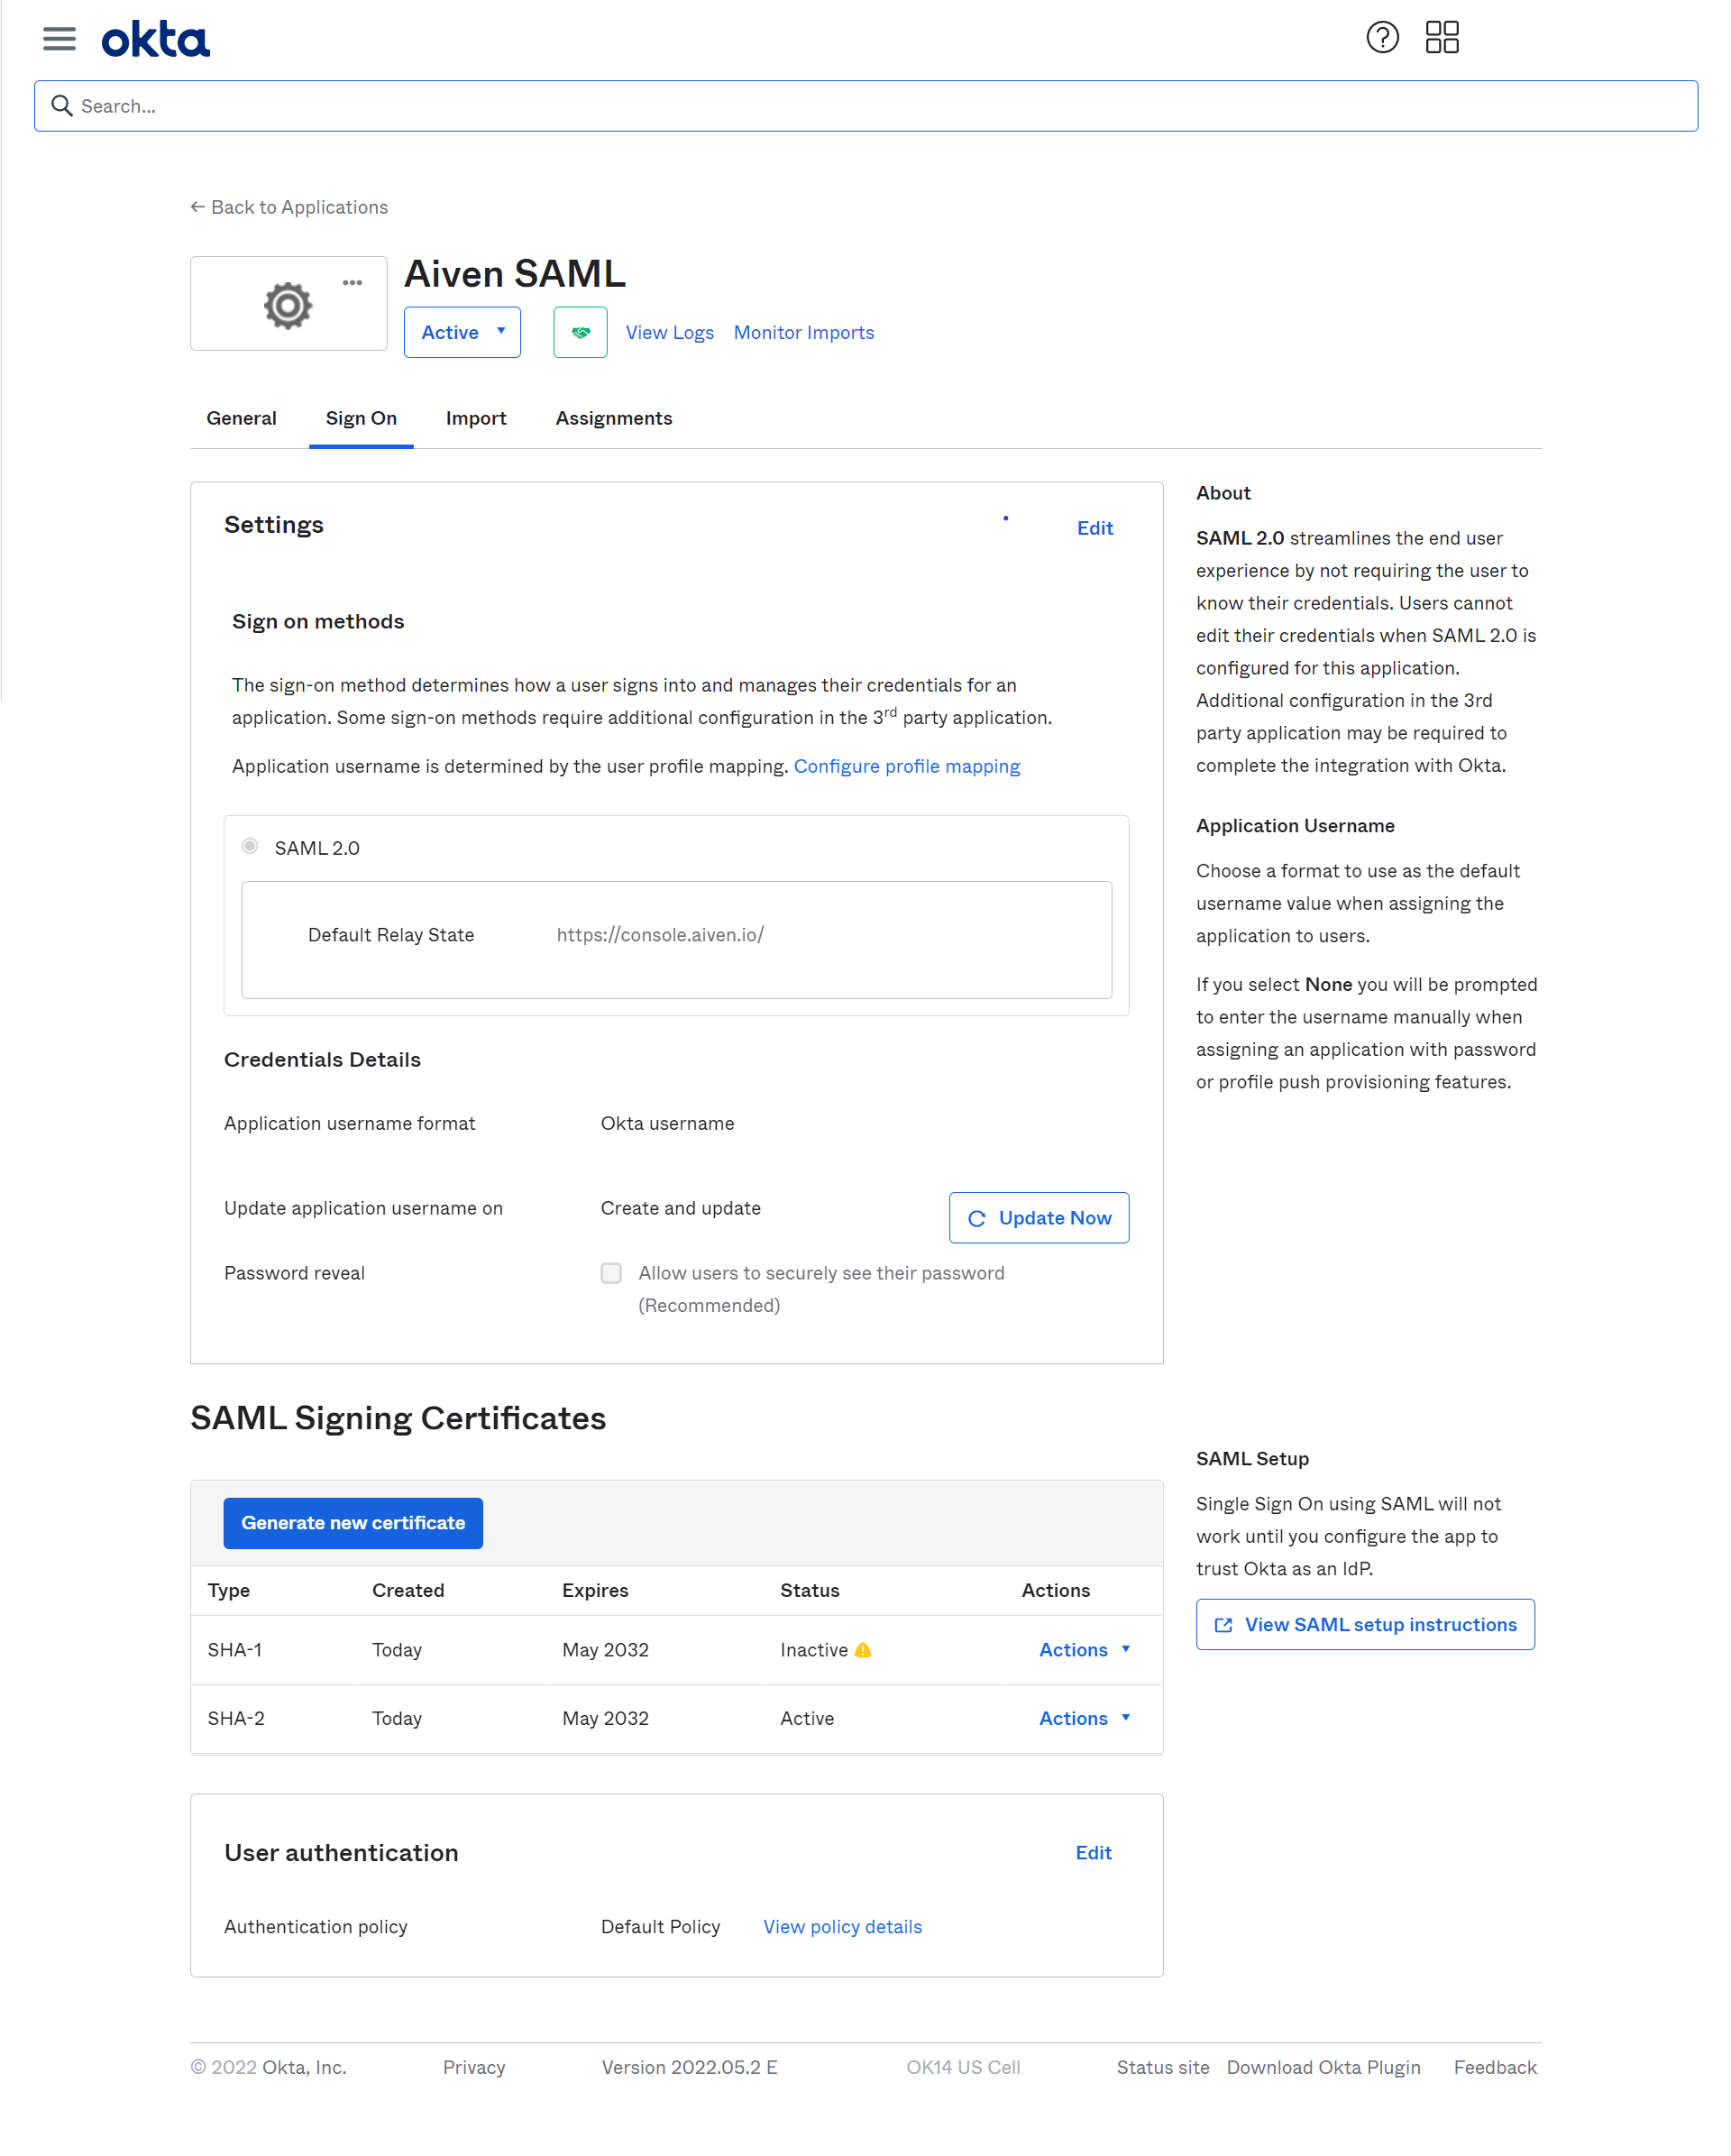 okta
Search...
← Back to Applications
Aiven SAML
Active
View Logs
Monitor Imports
General
Sign On
Import
Assignments
Settings
Edit
Sign on methods
The sign-on method determines how a user signs into and manages their credentials for an
application. Some sign-on methods require additional configuration in the 3rd party application.
Application username is determined by the user profile mapping. Configure profile mapping
SAML 2.0
Default Relay State https://console.aiven.io/
Credentials Details
Application username format Okta username
Update application username on Create and update Update Now
Password reveal Allow users to securely see their password
(Recommended)
About
SAML 2.0 streamlines the end user
experience by not requiring the user to
know their credentials. Users cannot
edit their credentials when SAML 2.0 is
configured for this application.
Additional configuration in the 3rd
party application may be required to
complete the integration with Okta.
Application Username
Choose a format to use as the default
username value when assigning the
application to users.
If you select None you will be prompted
to enter the username manually when
assigning an application with password
or profile push provisioning features.
SAML Signing Certificates
Generate new certificate
Type Created Expires Status Actions
SHA-1 Today May 2032 Inactive Actions
SHA-2 Today May 2032 Active Actions
SAML Setup
Single Sign On using SAML will not
work until you configure the app to
trust Okta as an IdP.
View SAML setup instructions
User authentication
Edit
Authentication policy Default Policy View policy details
© 2022 Okta, Inc. Privacy Version 2022.05.2 E OK14 US Cell Status site Download Okta Plugin Feedback